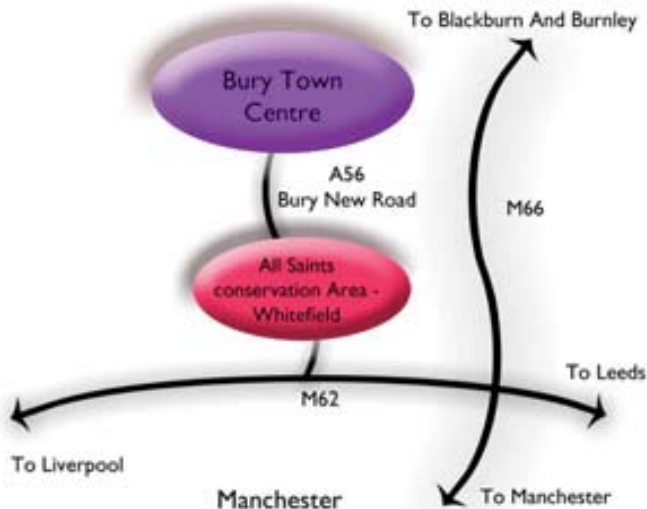 To Blackburn And Burnley
Bury Town
Centre
A56
Bury New Road
M66
All Saints
conservation Area -
Whitefield
To Leeds
M62
To Liverpool
Manchester
To Manchester